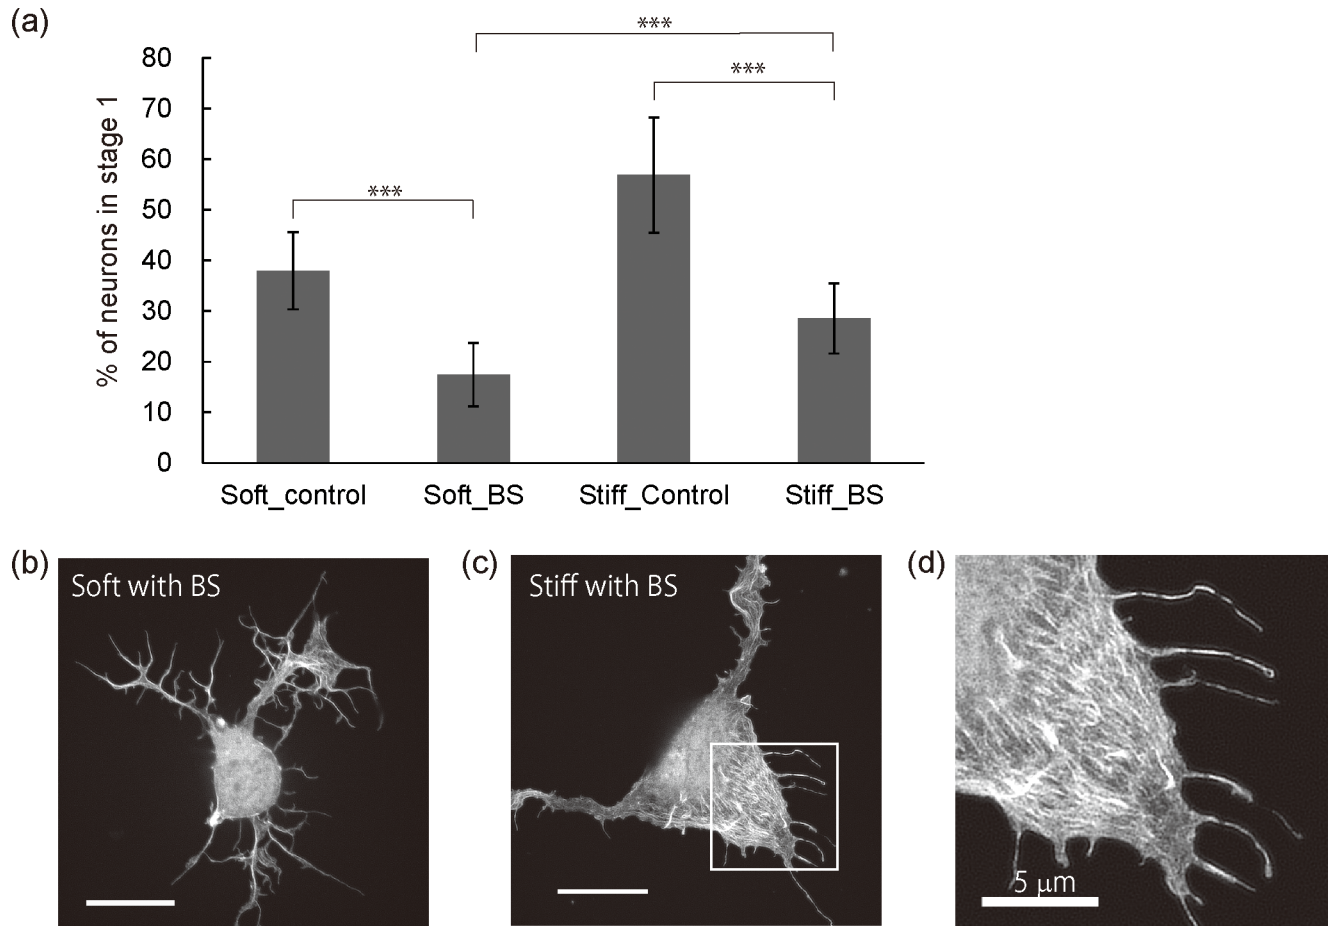 (a)
***
***
***
% of neurons in stage 1
80
70
60
50
40
30
20
10
0
Soft_control Soft_BS Stiff_Control Stiff_BS
(b) Soft with BS
(c) Stiff with BS
(d)
5 μm